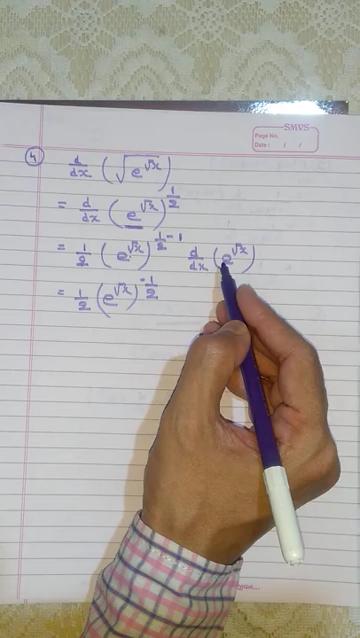 SMVS
Page No.
Date : / /
4 d/dx (√e^√x)
= d/dx (e^√x)^1/2
= 1/2 (e^√x)^1/2-1 d/dx (e^√x)
= 1/2 (e^√x)^-1/2